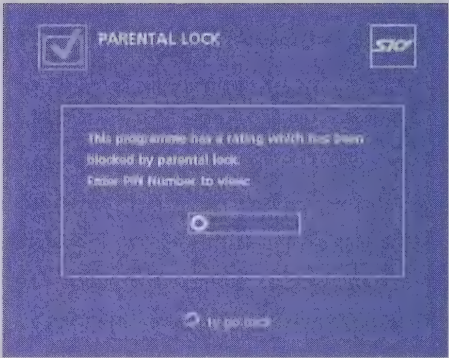 PARENTAL LOCK
SKY
This programme has a rating which has been
blocked by parental lock.
Enter PIN Number to view:
to go back